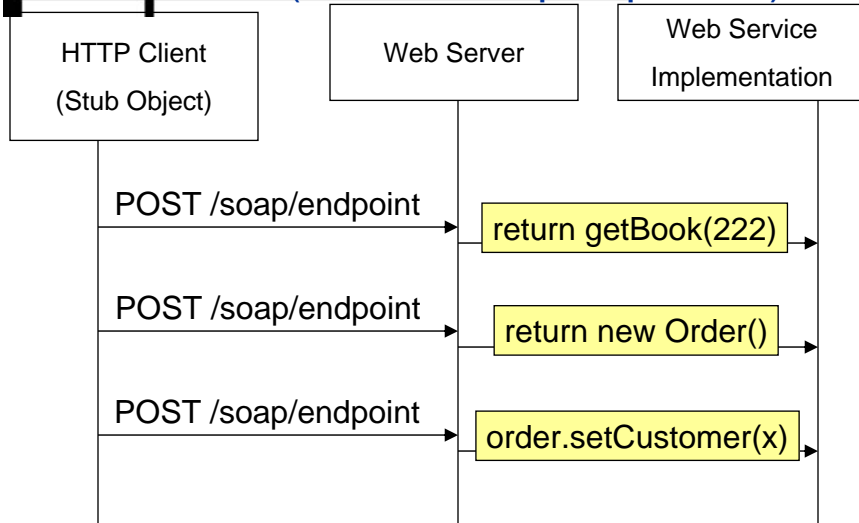 HTTP Client
(Stub Object)
Web Server
Web Service
Implementation
POST /soap/endpoint
return getBook(222)
POST /soap/endpoint
return new Order()
POST /soap/endpoint
order.setCustomer(x)